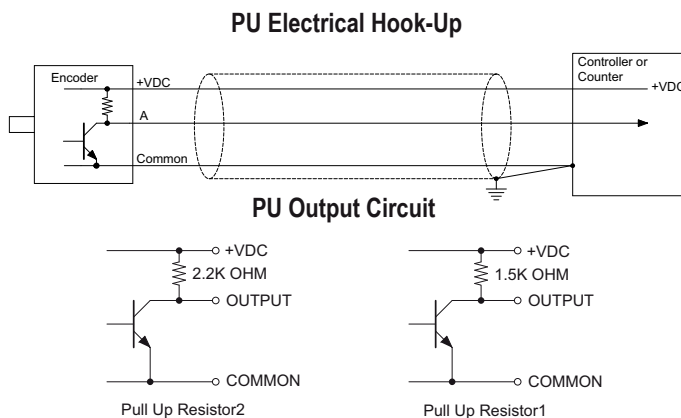 PU Electrical Hook-Up
Encoder
+VDC
A
Common
Controller or
Counter
+VDC
PU Output Circuit
+VDC
2.2K OHM
OUTPUT
COMMON
Pull Up Resistor2
+VDC
1.5K OHM
OUTPUT
COMMON
Pull Up Resistor1